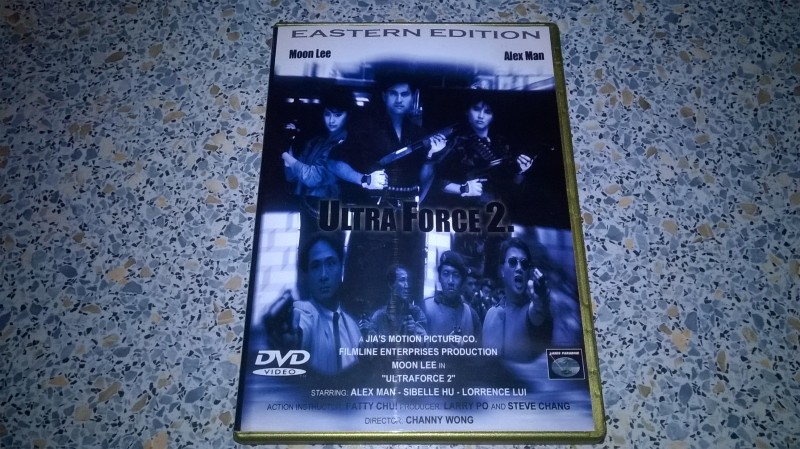 EASTERN EDITION
Moon Lee
Alex Man
ULTRA FORCE 2.
A JIA'S MOTION PICTURE CO.
FILMLINE ENTERPRISES PRODUCTION
MOON LEE IN
"ULTRAFORCE 2"
STARRING: ALEX MAN - SIBELLE HU - LORRENCE LUI
ACTION INSTRUCTOR: FATTY CHUI PRODUCER: LARRY PO AND STEVE CHANG
DIRECTOR: CHANNY WONG
DVD
VIDEO